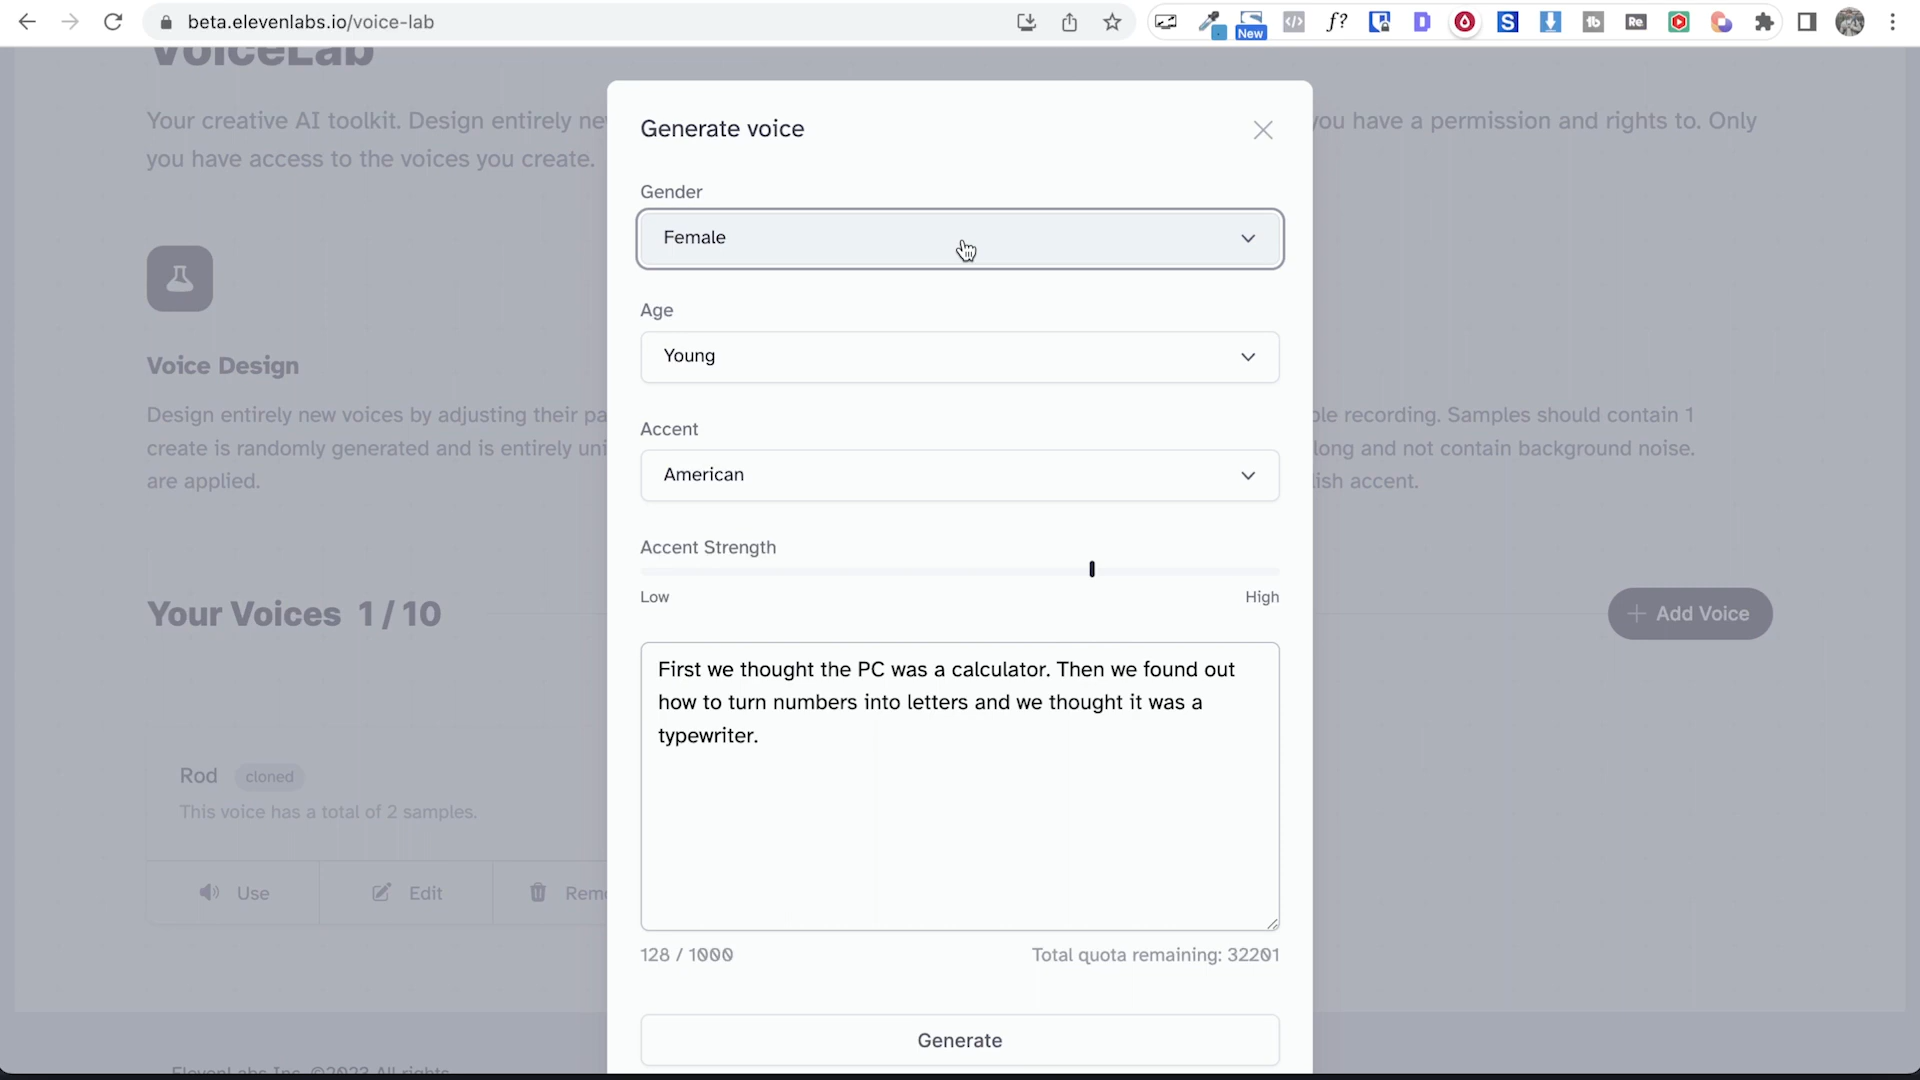 beta.elevenlabs.io/voice-lab
New
VoiceLab
Your creative AI toolkit. Design entirely ne
you have a permission and rights to. Only
you have access to the voices you create.
Generate voice
Gender
Female
Age
Young
Accent
American
Accent Strength
Low
High
First we thought the PC was a calculator. Then we found out
how to turn numbers into letters and we thought it was a
typewriter.
128 / 1000
Total quota remaining: 32201
Generate
Voice Design
Design entirely new voices by adjusting their pa
create is randomly generated and is entirely uni
are applied.
ple recording. Samples should contain 1
long and not contain background noise.
ish accent.
Your Voices 1 / 10
Add Voice
Rod cloned
This voice has a total of 2 samples.
Use
Edit
Remo
ElevenLabs Inc. ©2023 All rights